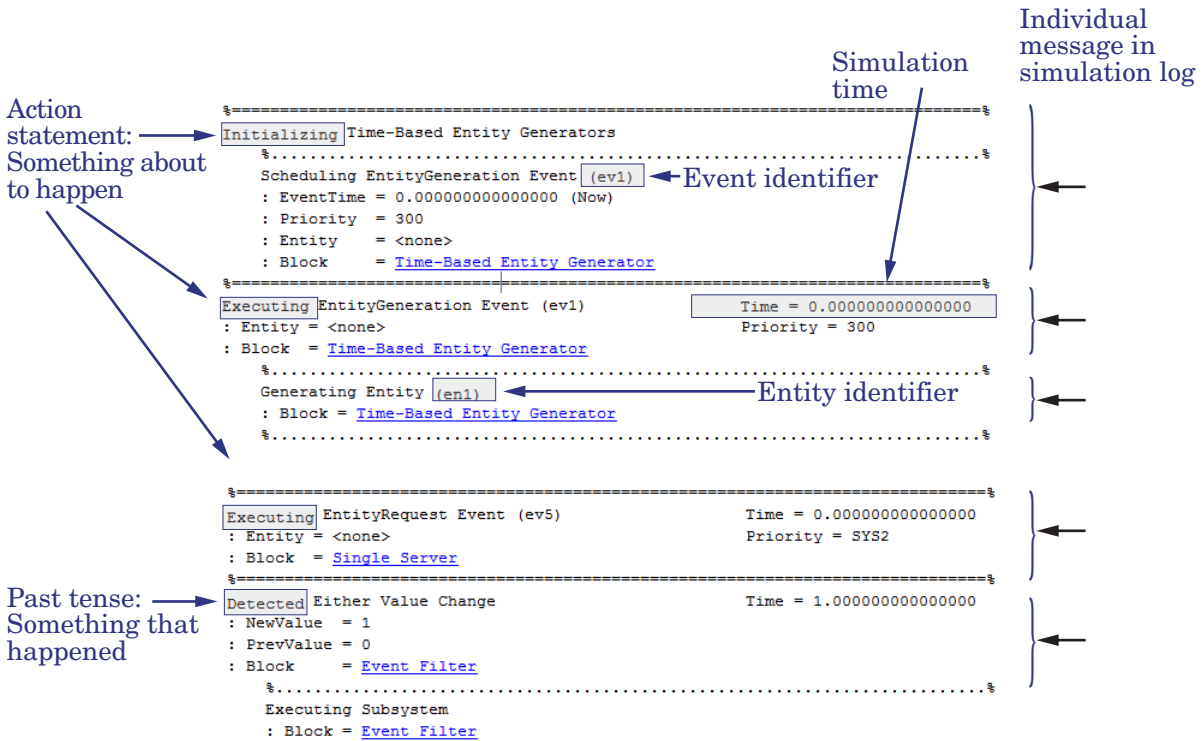 Individual
message in
simulation log
Simulation
time
Action
statement:
Something about
to happen
%==============================================================================%
Initializing Time-Based Entity Generators
%..........................................................................%
Scheduling EntityGeneration Event (ev1)
Event identifier
: EventTime = 0.000000000000000 (Now)
: Priority = 300
: Entity = <none>
: Block = Time-Based Entity Generator
%==============================================================================%
Executing EntityGeneration Event (ev1) Time = 0.000000000000000
: Entity = <none> Priority = 300
: Block = Time-Based Entity Generator
%..........................................................................%
Generating Entity (en1)
Entity identifier
: Block = Time-Based Entity Generator
%..........................................................................%
%==============================================================================%
Executing EntityRequest Event (ev5) Time = 0.000000000000000
: Entity = <none> Priority = SYS2
: Block = Single Server
%==============================================================================%
Past tense:
Something that
happened
Detected Either Value Change Time = 1.000000000000000
: NewValue = 1
: PrevValue = 0
: Block = Event Filter
%..........................................................................%
Executing Subsystem
: Block = Event Filter